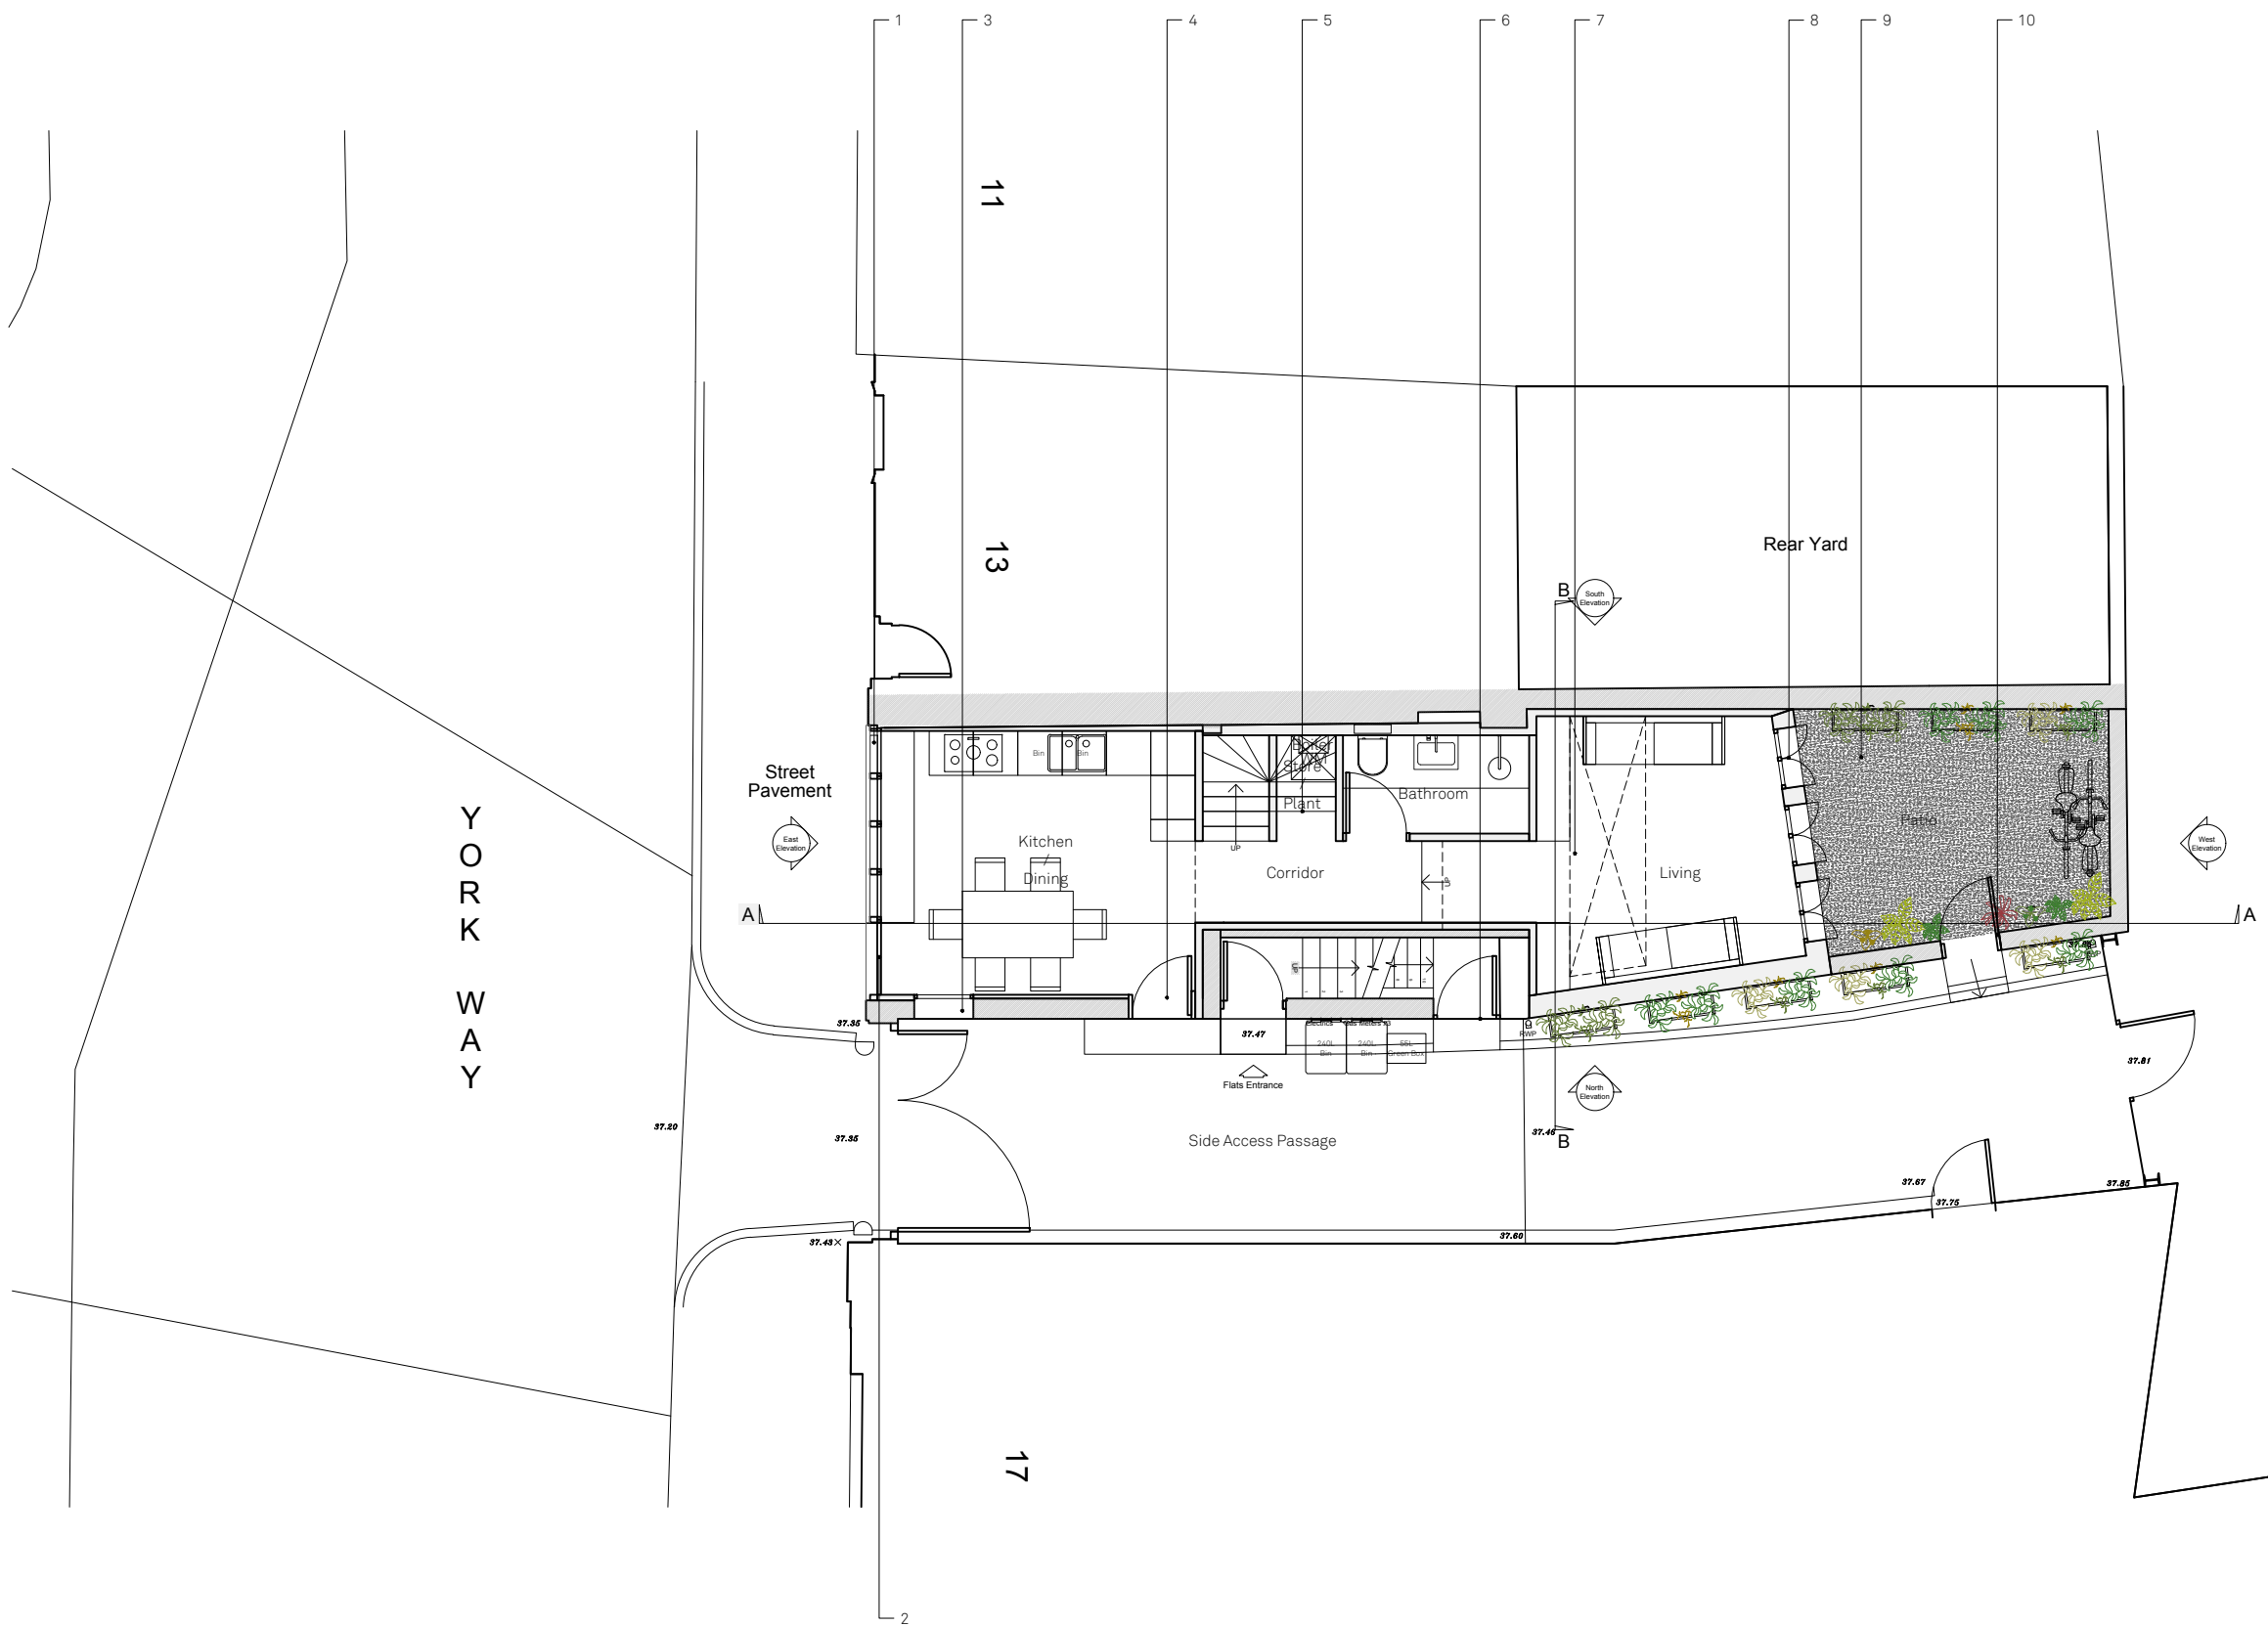 1
3
4
5
6
7
8
9
10
11
13
Rear Yard
B
South
Elevation
Street
Pavement
Y
O
R
K
W
A
Y
East
Elevation
West
Elevation
Bin
Bin
Boiler
Store
/
Plant
Bathroom
Kitchen
/
Dining
UP
Corridor
Living
Patio
A
A
UP
37.35
37.47
Electrics
Gas Meters x3
240L
Bin
240L
Bin
55L
Green Box
RWP
Flats Entrance
North
Elevation
37.81
37.20
37.35
Side Access Passage
37.46
B
37.67
37.75
37.85
37.43
37.60
17
2